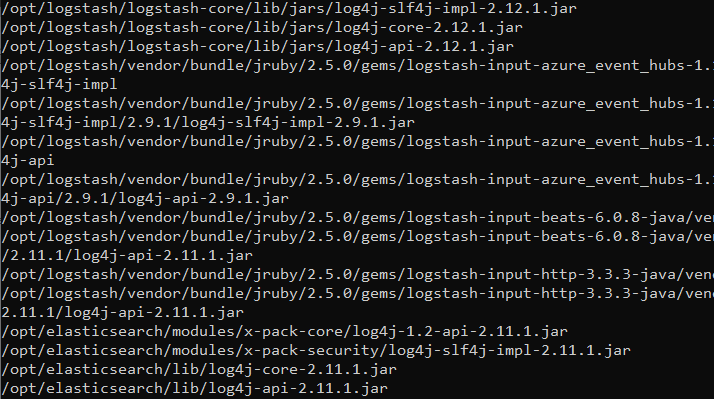 /opt/logstash/logstash-core/lib/jars/log4j-slf4j-impl-2.12.1.jar
/opt/logstash/logstash-core/lib/jars/log4j-core-2.12.1.jar
/opt/logstash/logstash-core/lib/jars/log4j-api-2.12.1.jar
/opt/logstash/vendor/bundle/jruby/2.5.0/gems/logstash-input-azure_event_hubs-1.
4j-slf4j-impl
/opt/logstash/vendor/bundle/jruby/2.5.0/gems/logstash-input-azure_event_hubs-1.
4j-slf4j-impl/2.9.1/log4j-slf4j-impl-2.9.1.jar
/opt/logstash/vendor/bundle/jruby/2.5.0/gems/logstash-input-azure_event_hubs-1.
4j-api
/opt/logstash/vendor/bundle/jruby/2.5.0/gems/logstash-input-azure_event_hubs-1.
4j-api/2.9.1/log4j-api-2.9.1.jar
/opt/logstash/vendor/bundle/jruby/2.5.0/gems/logstash-input-beats-6.0.8-java/ve
/opt/logstash/vendor/bundle/jruby/2.5.0/gems/logstash-input-beats-6.0.8-java/ve
/2.11.1/log4j-api-2.11.1.jar
/opt/logstash/vendor/bundle/jruby/2.5.0/gems/logstash-input-http-3.3.3-java/ven
/opt/logstash/vendor/bundle/jruby/2.5.0/gems/logstash-input-http-3.3.3-java/ven
2.11.1/log4j-api-2.11.1.jar
/opt/elasticsearch/modules/x-pack-core/log4j-1.2-api-2.11.1.jar
/opt/elasticsearch/modules/x-pack-security/log4j-slf4j-impl-2.11.1.jar
/opt/elasticsearch/lib/log4j-core-2.11.1.jar
/opt/elasticsearch/lib/log4j-api-2.11.1.jar